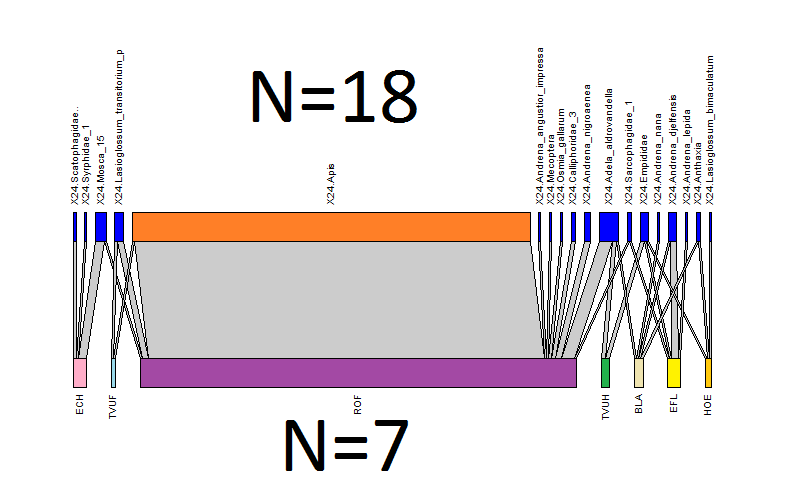 X24.Scatophagidae..
X24.Syrphidae_1
X24.Mosca_15
X24.Lasioglossum_transitorium_p
X24.Apis
X24.Andrena_angustior_impressa
X24.Mecoptera
X24.Osmia_gallarum
X24.Calliphoridae_3
X24.Andrena_nigroaenea
X24.Adela_aldrovandella
X24.Sarcophagidae_1
X24.Empididae
X24.Andrena_nana
X24.Andrena_djelfensis
X24.Andrena_lepida
X24.Anthaxia
X24.Lasioglossum_bimaculatum
N=18
ECH
TVUF
ROF
TVUH
BLA
EFL
HOE
N=7